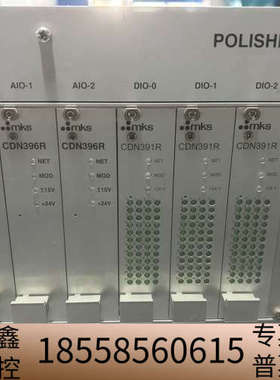 POLISHE
AIO-1 AIO-2 DIO-0 DIO-1 DIO-2
mks mks mks mks mks
CDN396R CDN396R CDN391R CDN391R CDN391R
NET NET NET NET NET
MOD MOD MOD MOD MOD
±15V ±15V
+24V +24V
鑫 18558560615 专
控 普